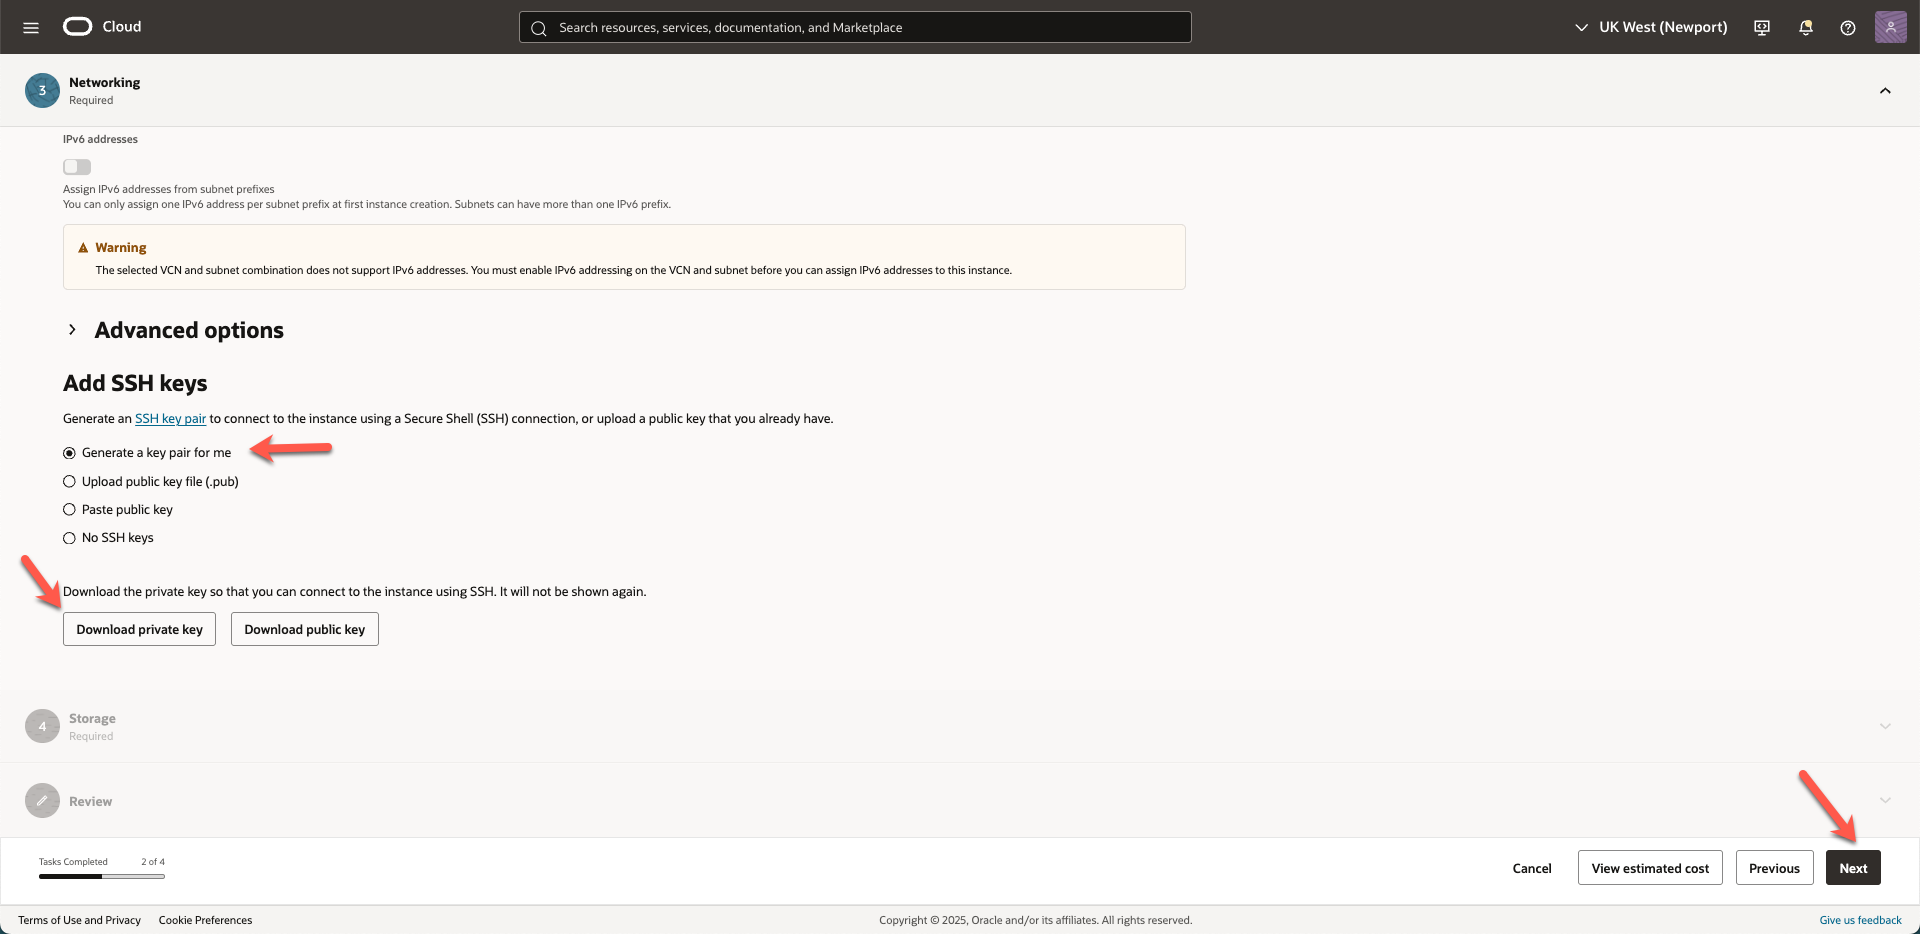 Cloud
Search resources, services, documentation, and Marketplace
UK West (Newport)
3
Networking
Required
IPv6 addresses
Assign IPv6 addresses from subnet prefixes
You can only assign one IPv6 address per subnet prefix at first instance creation. Subnets can have more than one IPv6 prefix.
Warning
The selected VCN and subnet combination does not support IPv6 addresses. You must enable IPv6 addressing on the VCN and subnet before you can assign IPv6 addresses to this instance.
Advanced options
Add SSH keys
Generate an SSH key pair to connect to the instance using a Secure Shell (SSH) connection, or upload a public key that you already have.
Generate a key pair for me
Upload public key file (.pub)
Paste public key
No SSH keys
Download the private key so that you can connect to the instance using SSH. It will not be shown again.
Download private key
Download public key
4
Storage
Required
Review
Tasks Completed 2 of 4
Cancel
View estimated cost
Previous
Next
Terms of Use and Privacy
Cookie Preferences
Copyright © 2025, Oracle and/or its affiliates. All rights reserved.
Give us feedback